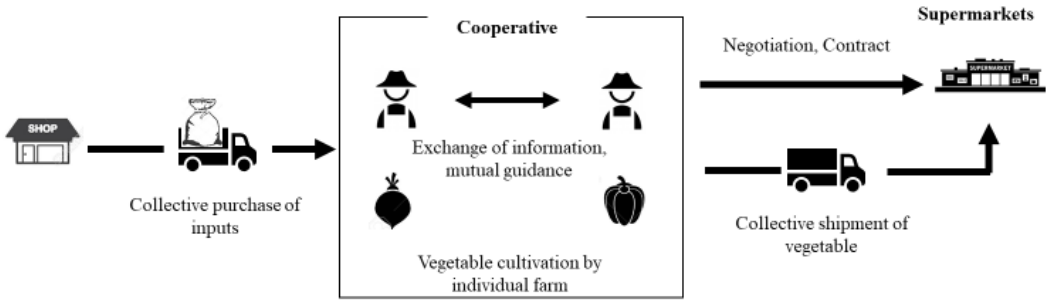 SHOP
Collective purchase of
inputs
Cooperative
Exchange of information,
mutual guidance
Vegetable cultivation by
individual farm
Supermarkets
Negotiation, Contract
SUPERMARKET
Collective shipment of
vegetable